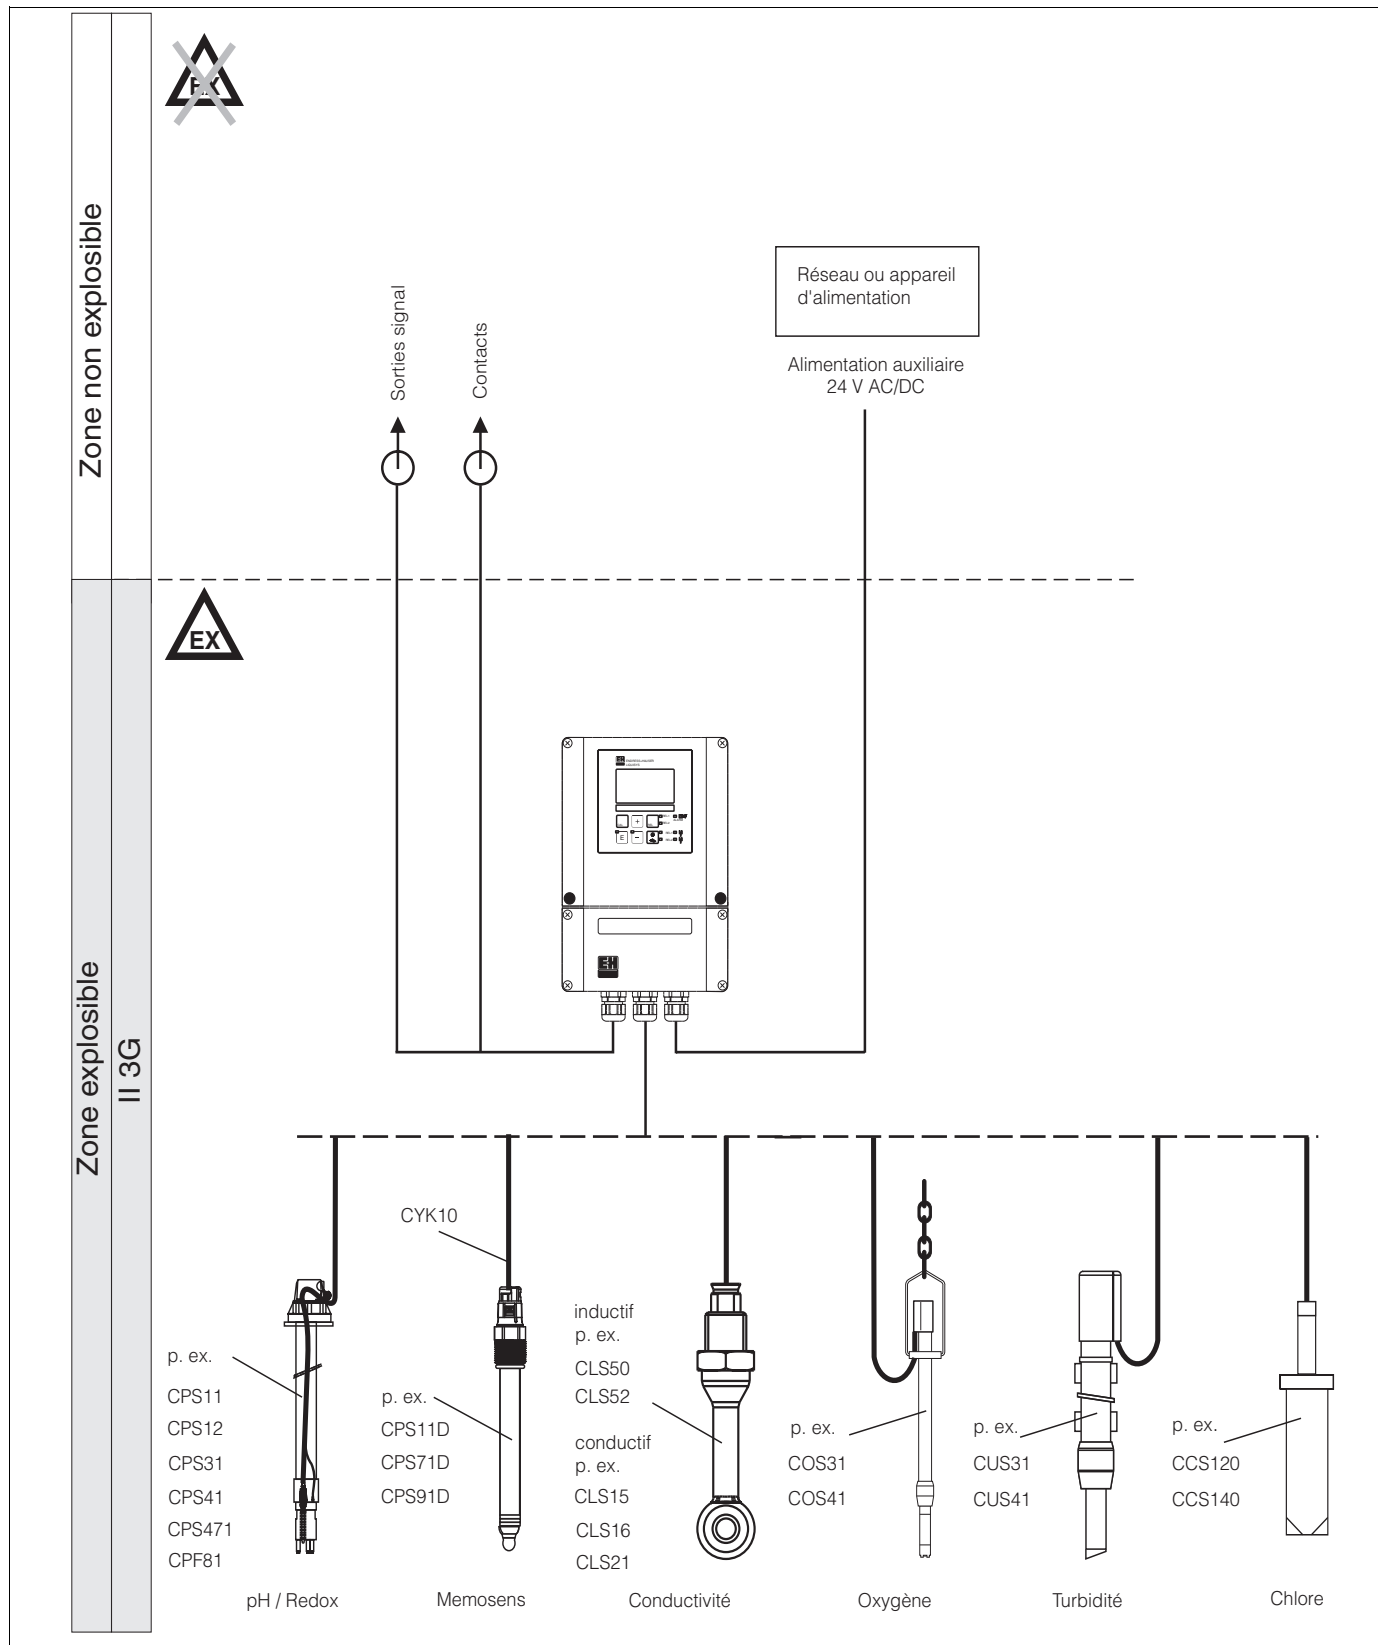 EX
Zone non explosible
Réseau ou appareil
d'alimentation
Sorties signal
Contacts
Alimentation auxiliaire
24 V AC/DC
EX
Zone explosible
II 3G
E
CYK10
p. ex.
CPS11
CPS12
CPS31
CPS41
CPS471
CPF81
pH / Redox
p. ex.
CPS11D
CPS71D
CPS91D
Memosens
inductif
p. ex.
CLS50
CLS52
conductif
p. ex.
CLS15
CLS16
CLS21
Conductivité
p. ex.
COS31
COS41
Oxygène
p. ex.
CUS31
CUS41
Turbidité
p. ex.
CCS120
CCS140
Chlore